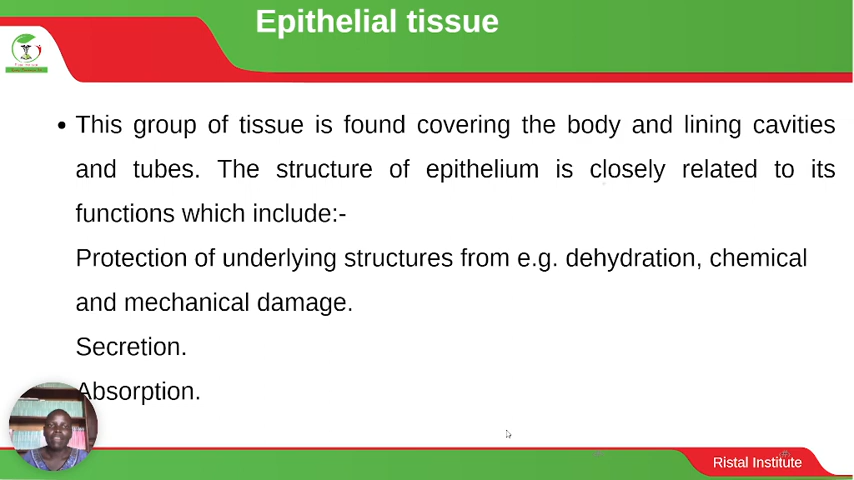 Epithelial tissue
• This group of tissue is found covering the body and lining cavities
and tubes. The structure of epithelium is closely related to its
functions which include:-
Protection of underlying structures from e.g. dehydration, chemical
and mechanical damage.
Secretion.
Absorption.
Ristal Institute